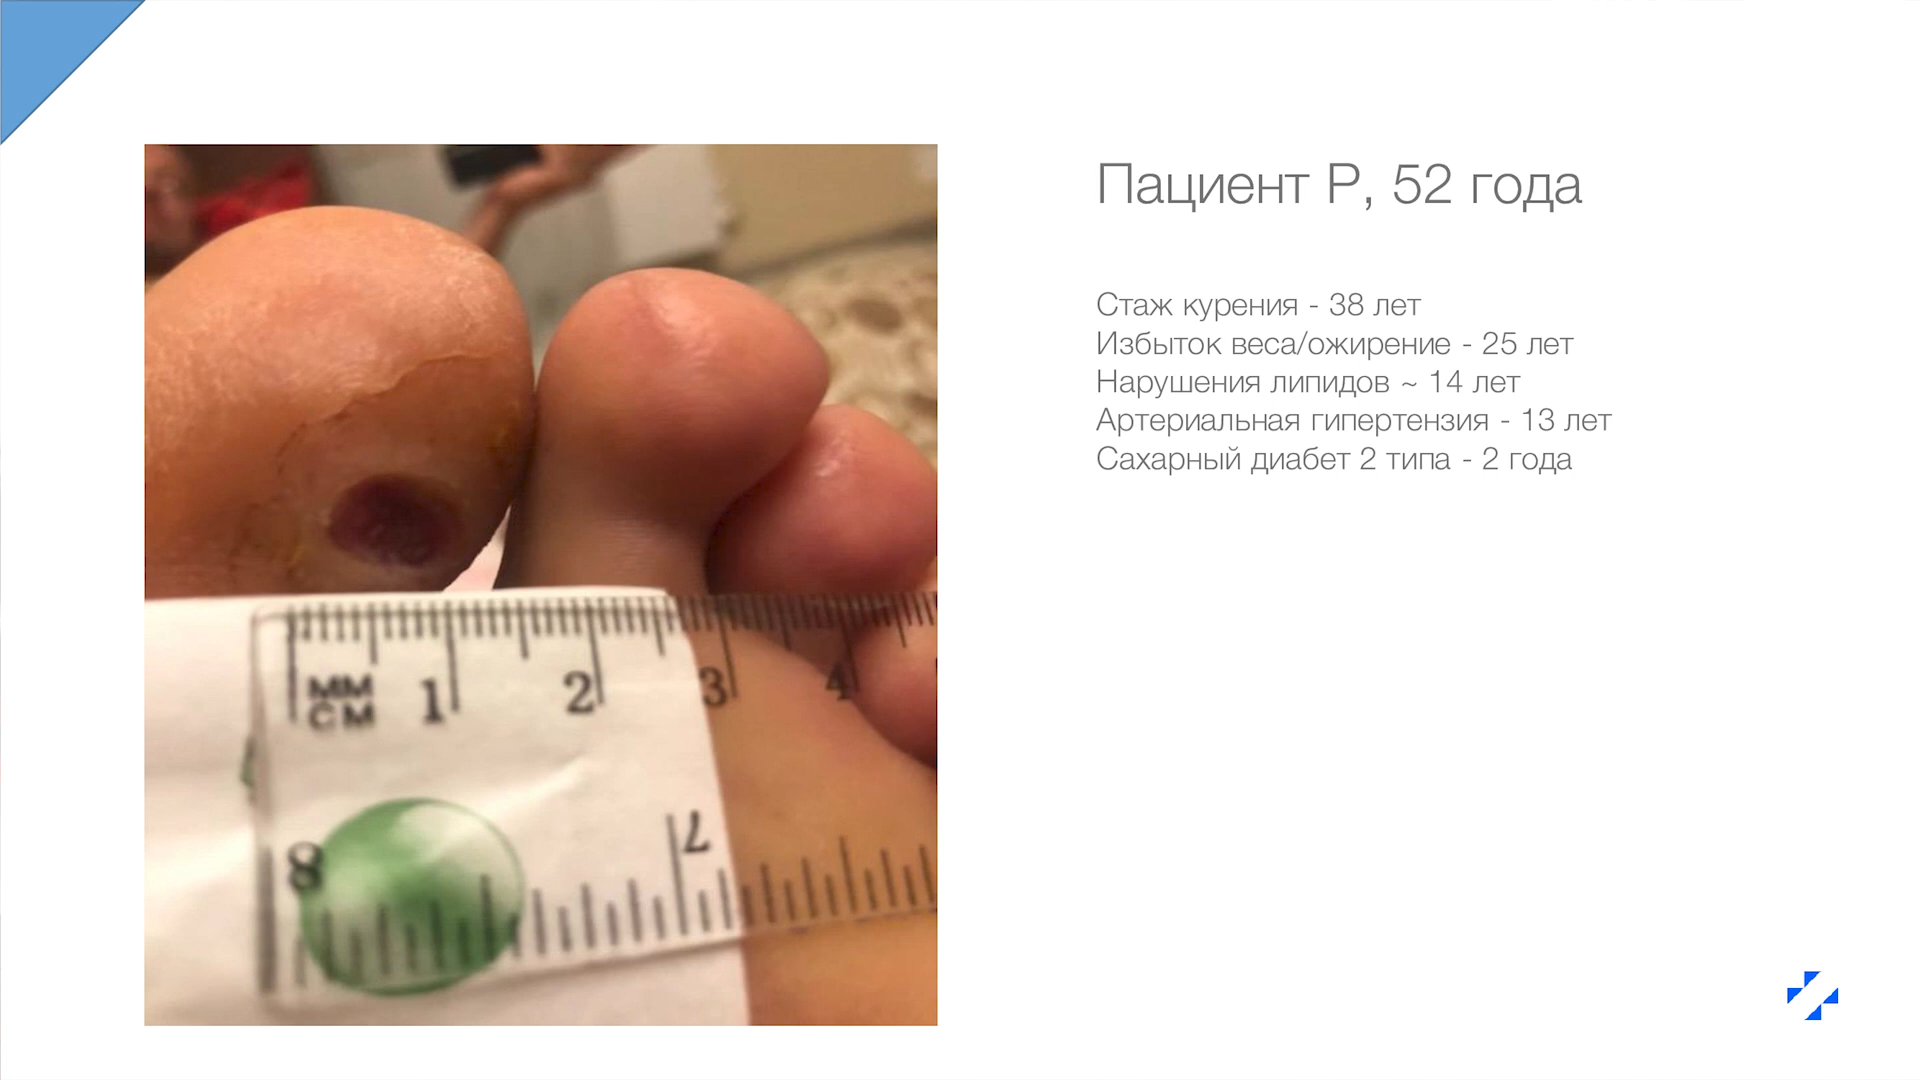 Пациент Р, 52 года
Стаж курения - 38 лет
Избыток веса/ожирение - 25 лет
Нарушения липидов ~ 14 лет
Артериальная гипертензия - 13 лет
Сахарный диабет 2 типа - 2 года
ММ
СМ 1 2 3 4
8 7